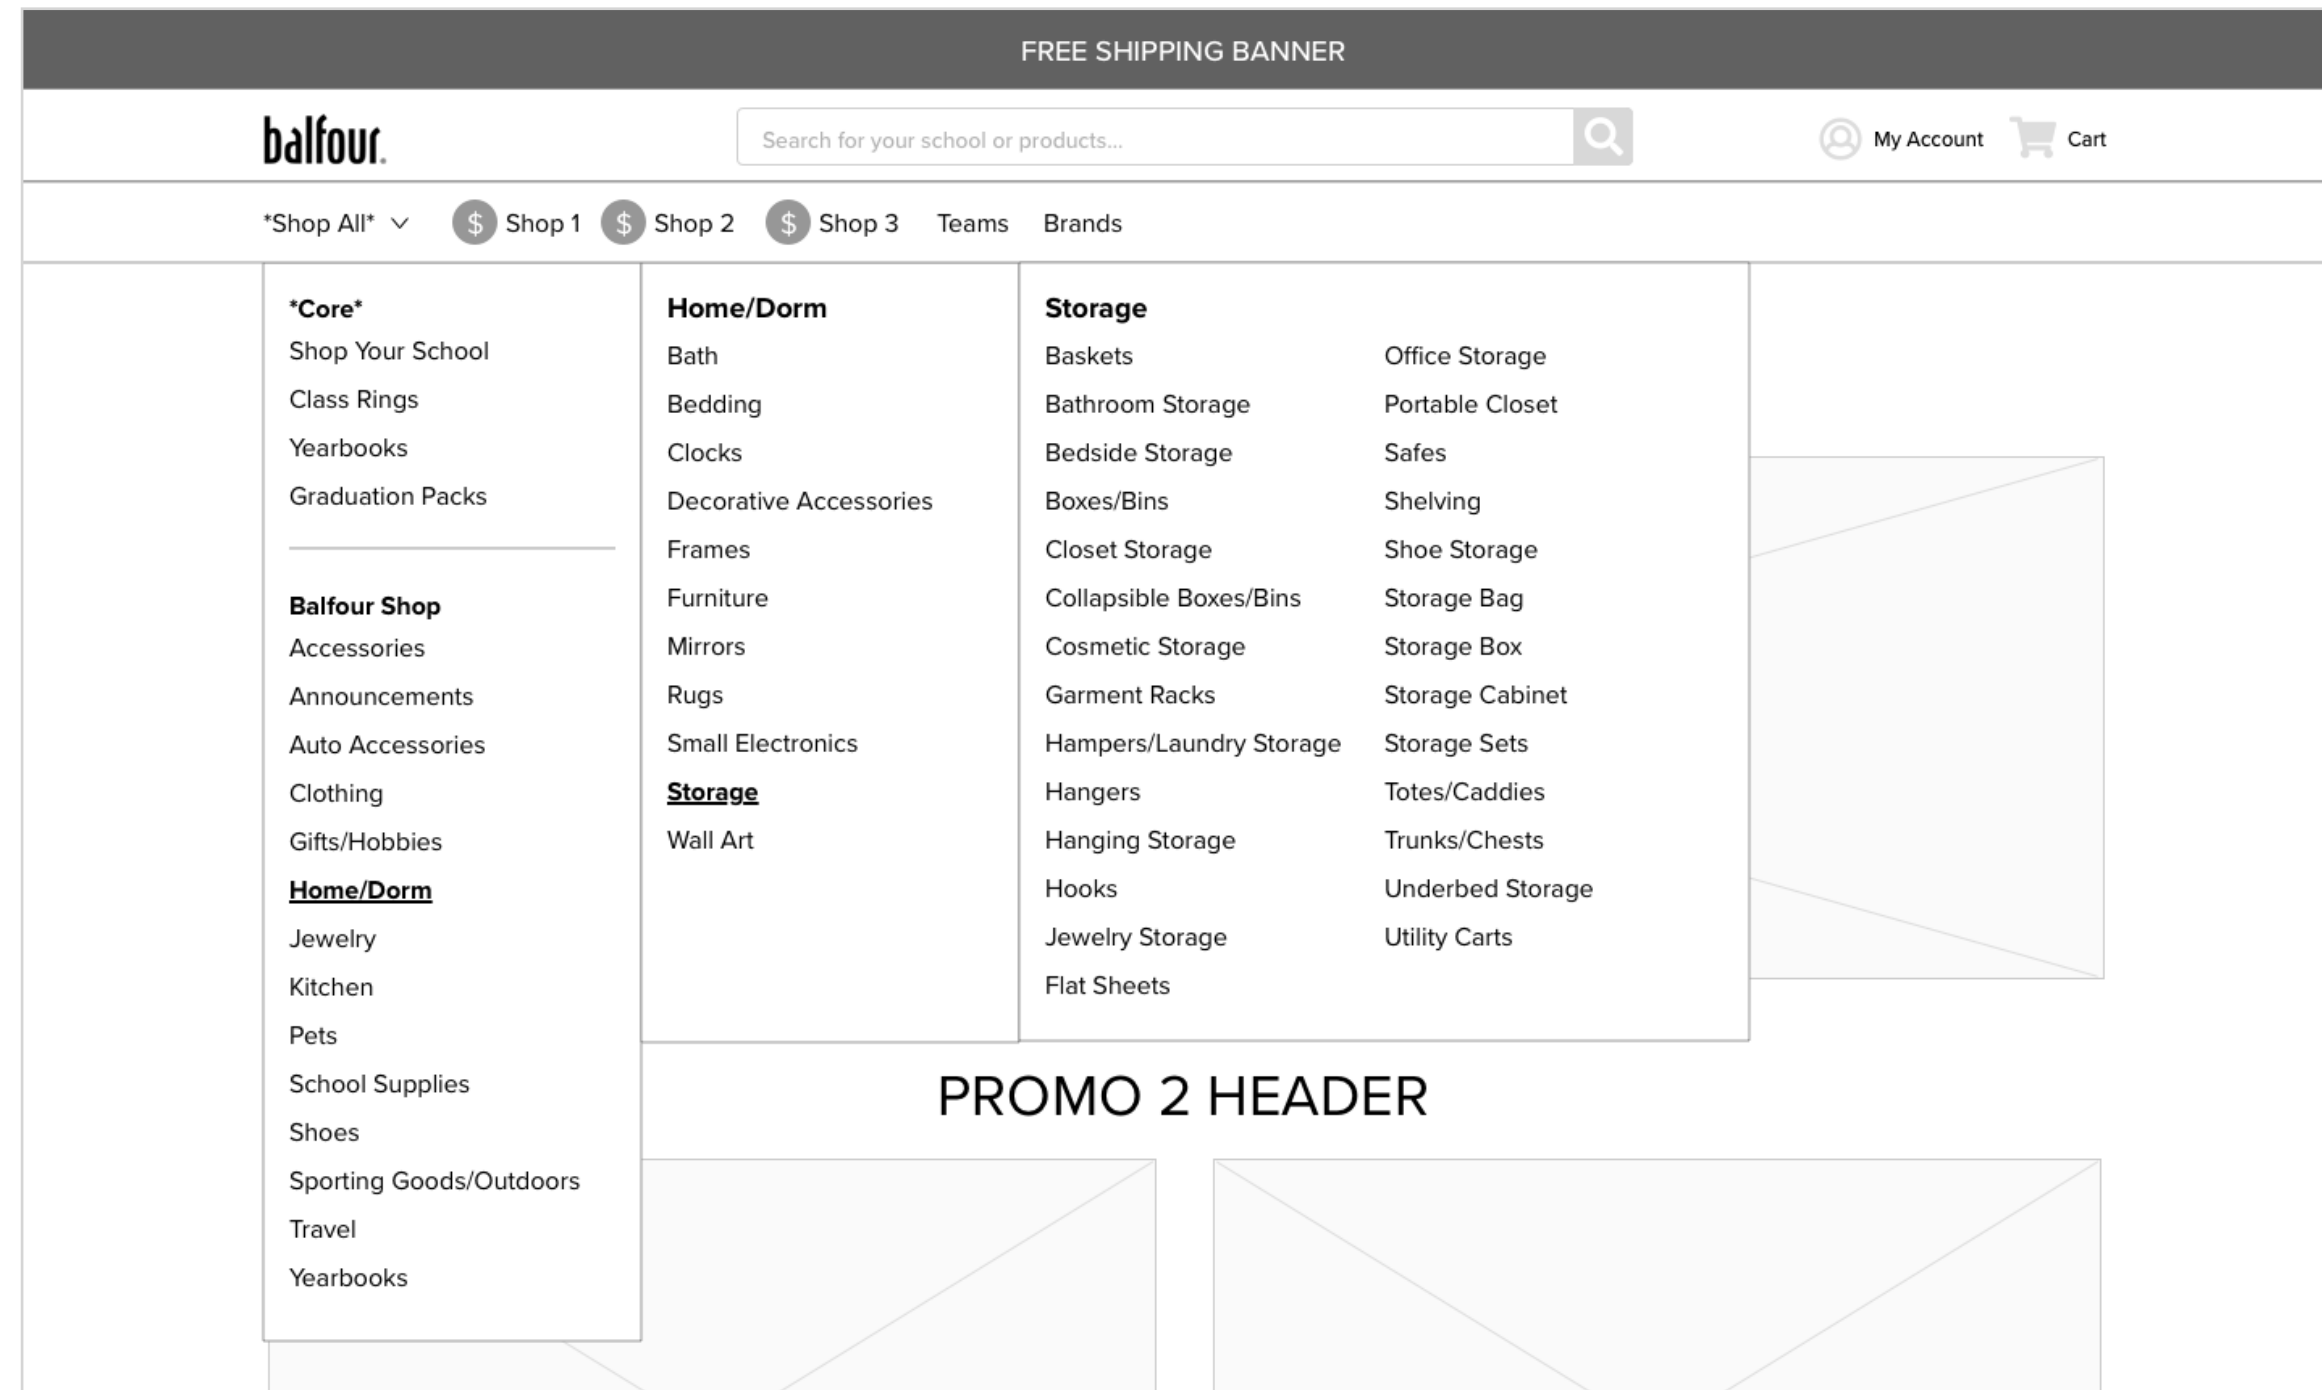 FREE SHIPPING BANNER
balfour.
Search for your school or products...
My Account
Cart
*Shop All*
$ Shop 1
$ Shop 2
$ Shop 3
Teams
Brands
*Core*
Shop Your School
Class Rings
Yearbooks
Graduation Packs
Balfour Shop
Accessories
Announcements
Auto Accessories
Clothing
Gifts/Hobbies
Home/Dorm
Jewelry
Kitchen
Pets
School Supplies
Shoes
Sporting Goods/Outdoors
Travel
Yearbooks
Home/Dorm
Bath
Bedding
Clocks
Decorative Accessories
Frames
Furniture
Mirrors
Rugs
Small Electronics
Storage
Wall Art
Storage
Baskets
Bathroom Storage
Bedside Storage
Boxes/Bins
Closet Storage
Collapsible Boxes/Bins
Cosmetic Storage
Garment Racks
Hampers/Laundry Storage
Hangers
Hanging Storage
Hooks
Jewelry Storage
Flat Sheets
Office Storage
Portable Closet
Safes
Shelving
Shoe Storage
Storage Bag
Storage Box
Storage Cabinet
Storage Sets
Totes/Caddies
Trunks/Chests
Underbed Storage
Utility Carts
PROMO 2 HEADER